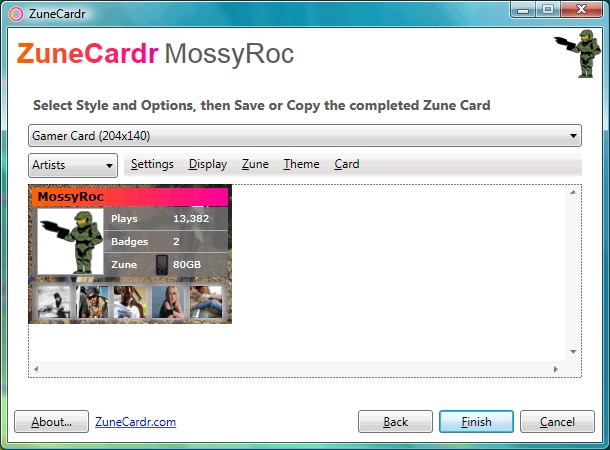 ZuneCardr
ZuneCardr MossyRoc
Select Style and Options, then Save or Copy the completed Zune Card
Gamer Card (204x140)
Artists Settings Display Zune Theme Card
MossyRoc
Plays 13,382
Badges 2
Zune 80GB
About... ZuneCardr.com Back Finish Cancel